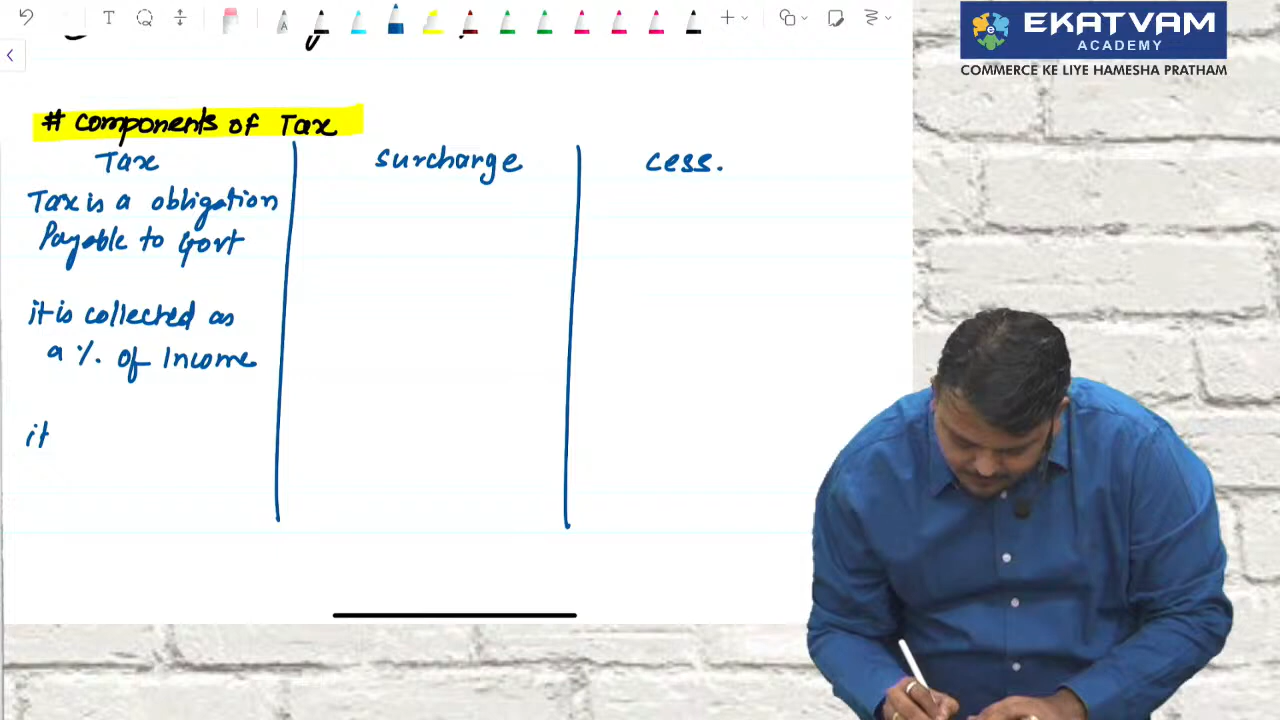 EKATVAM
ACADEMY
COMMERCE KE LIYE HAMESHA PRATHAM
# Components of Tax
Tax
surcharge
cess.
Tax is a obligation
Payable to Govt
it is collected as
a %. of Income
it